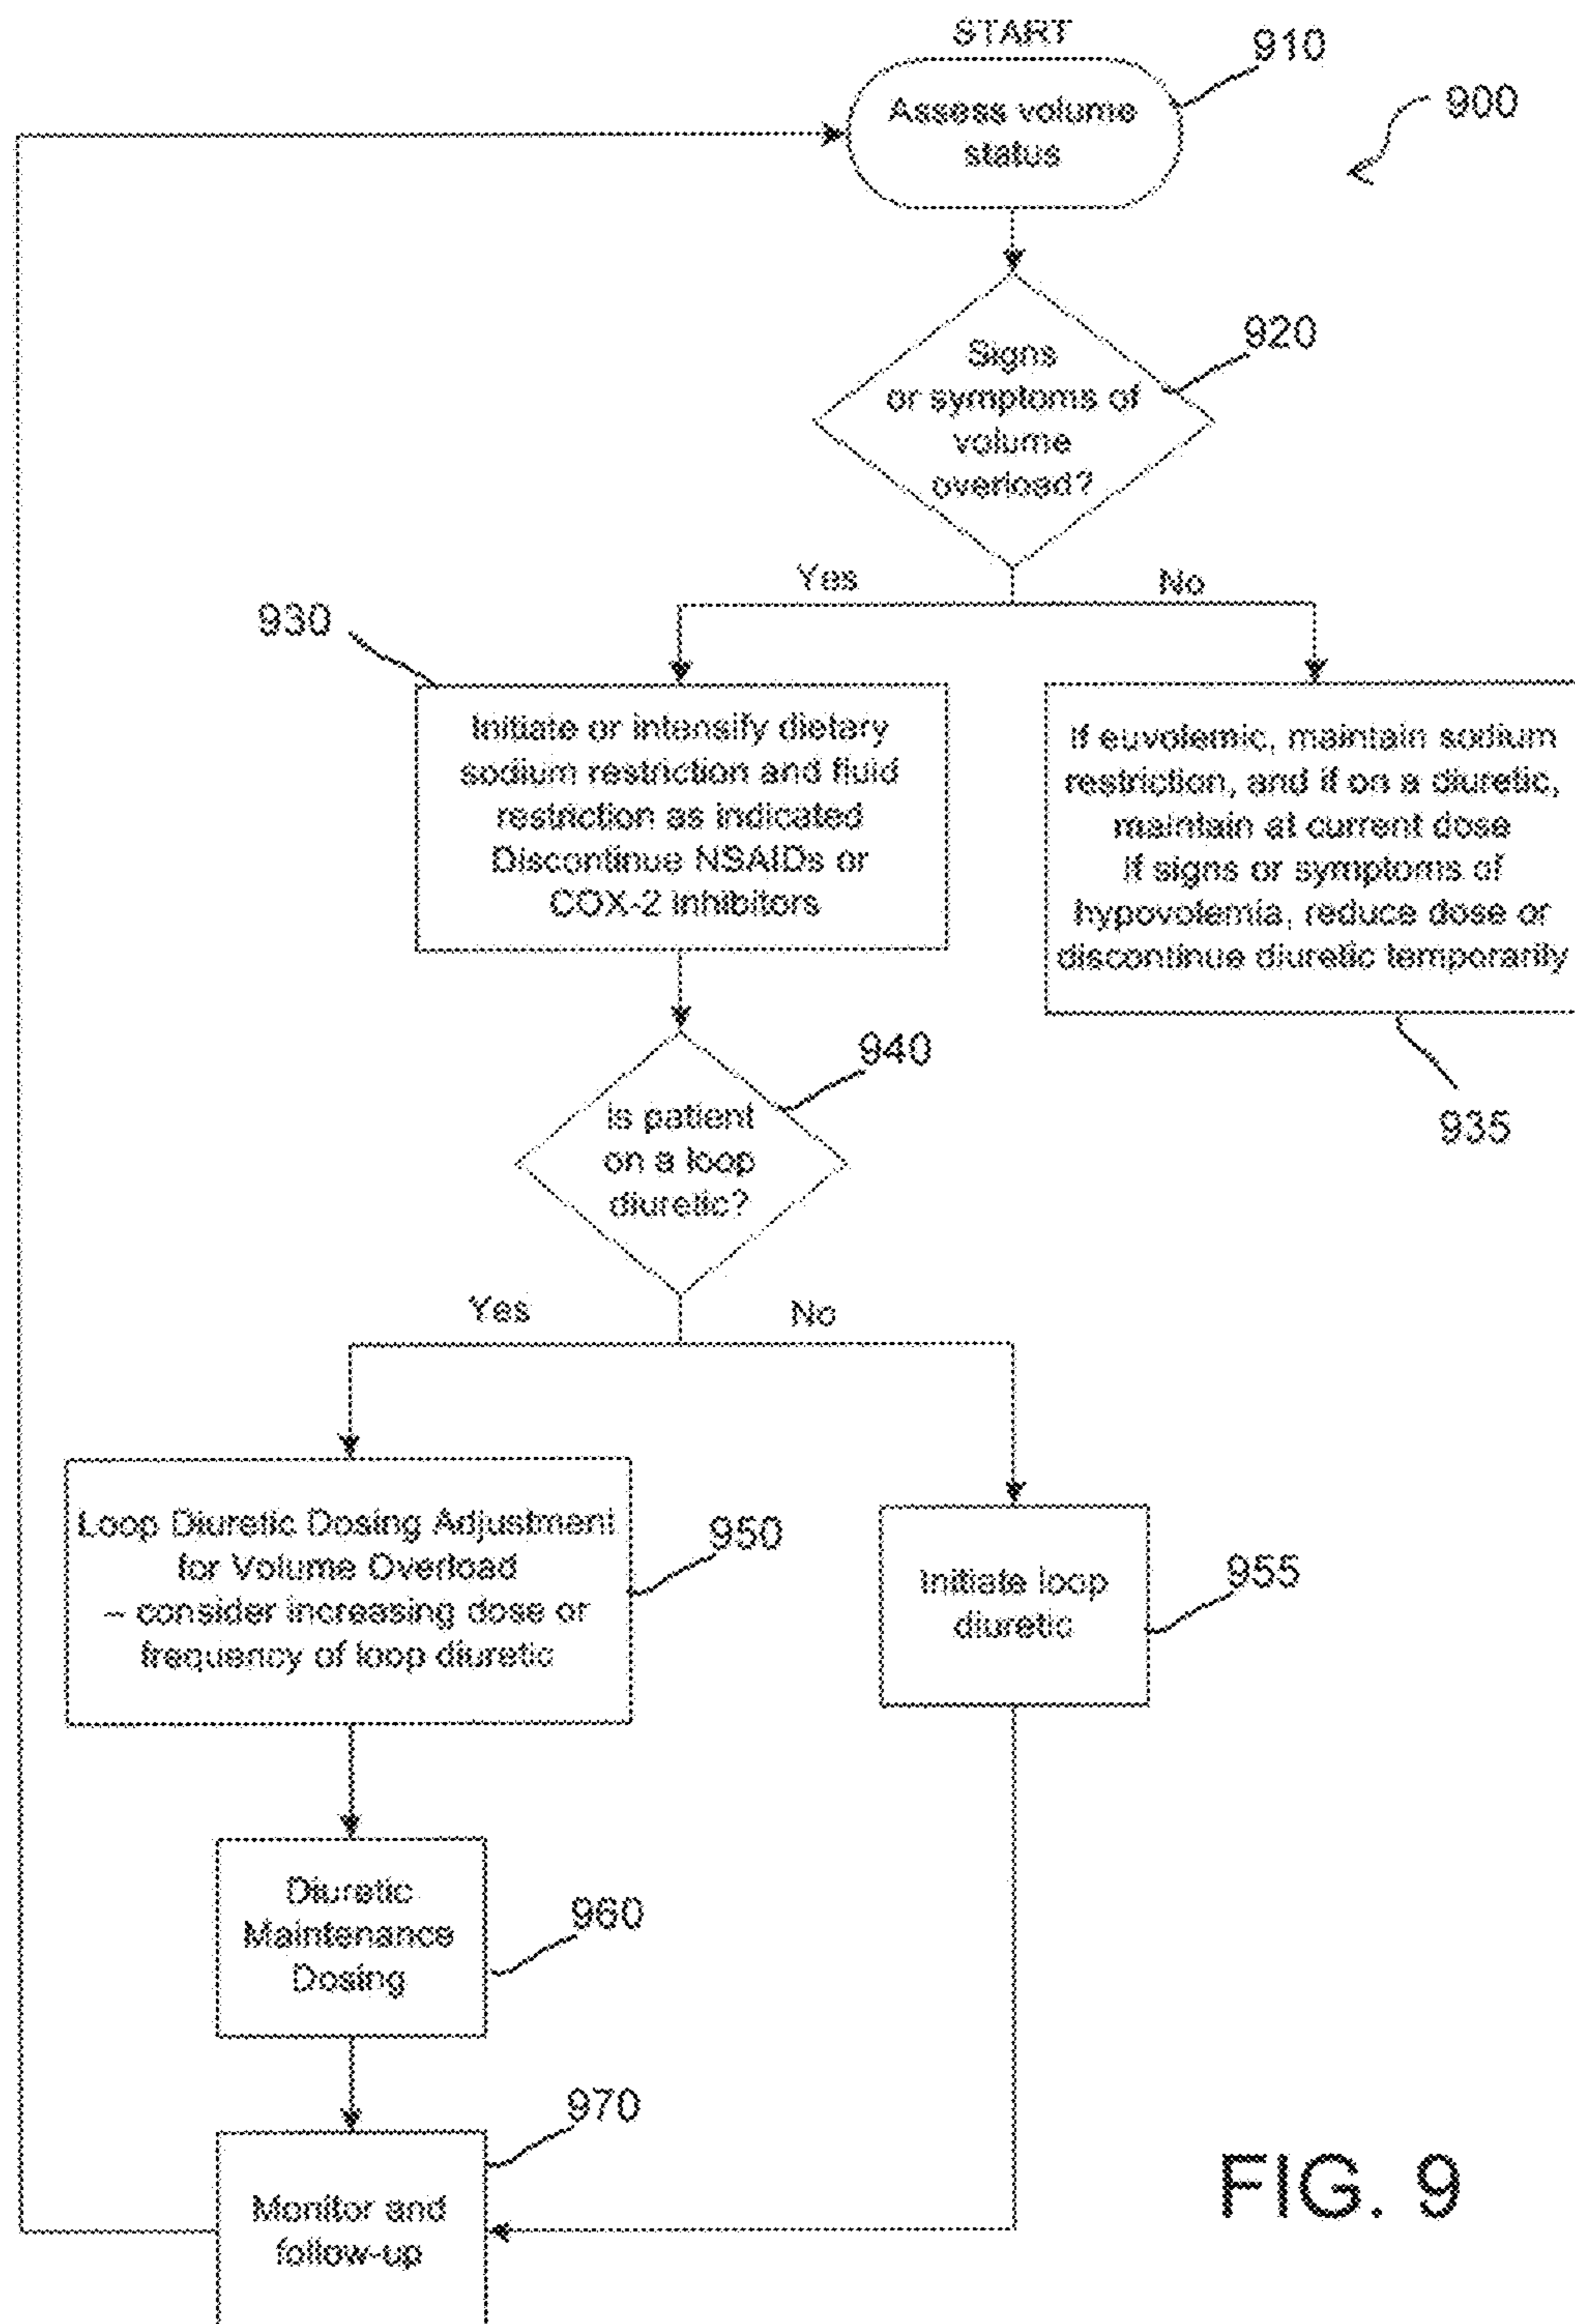 START
910
Assess volume
status
900
Signs
or symptoms of
volume
overload?
920
Yes
No
930
Initiate or intensify dietary
sodium restriction and fluid
restriction as indicated
Discontinue NSAIDs or
COX-2 inhibitors
If euvolemic, maintain sodium
restriction, and if on a diuretic,
maintain at current dose
If signs or symptoms of
hypovolemia, reduce dose or
discontinue diuretic temporarily
935
940
Is patient
on a loop
diuretic?
Yes
No
Loop Diuretic Dosing Adjustment
for Volume Overload
– consider increasing dose or
frequency of loop diuretic
950
Initiate loop
diuretic
955
Diuretic
Maintenance
Dosing
960
970
Monitor and
follow-up
FIG. 9